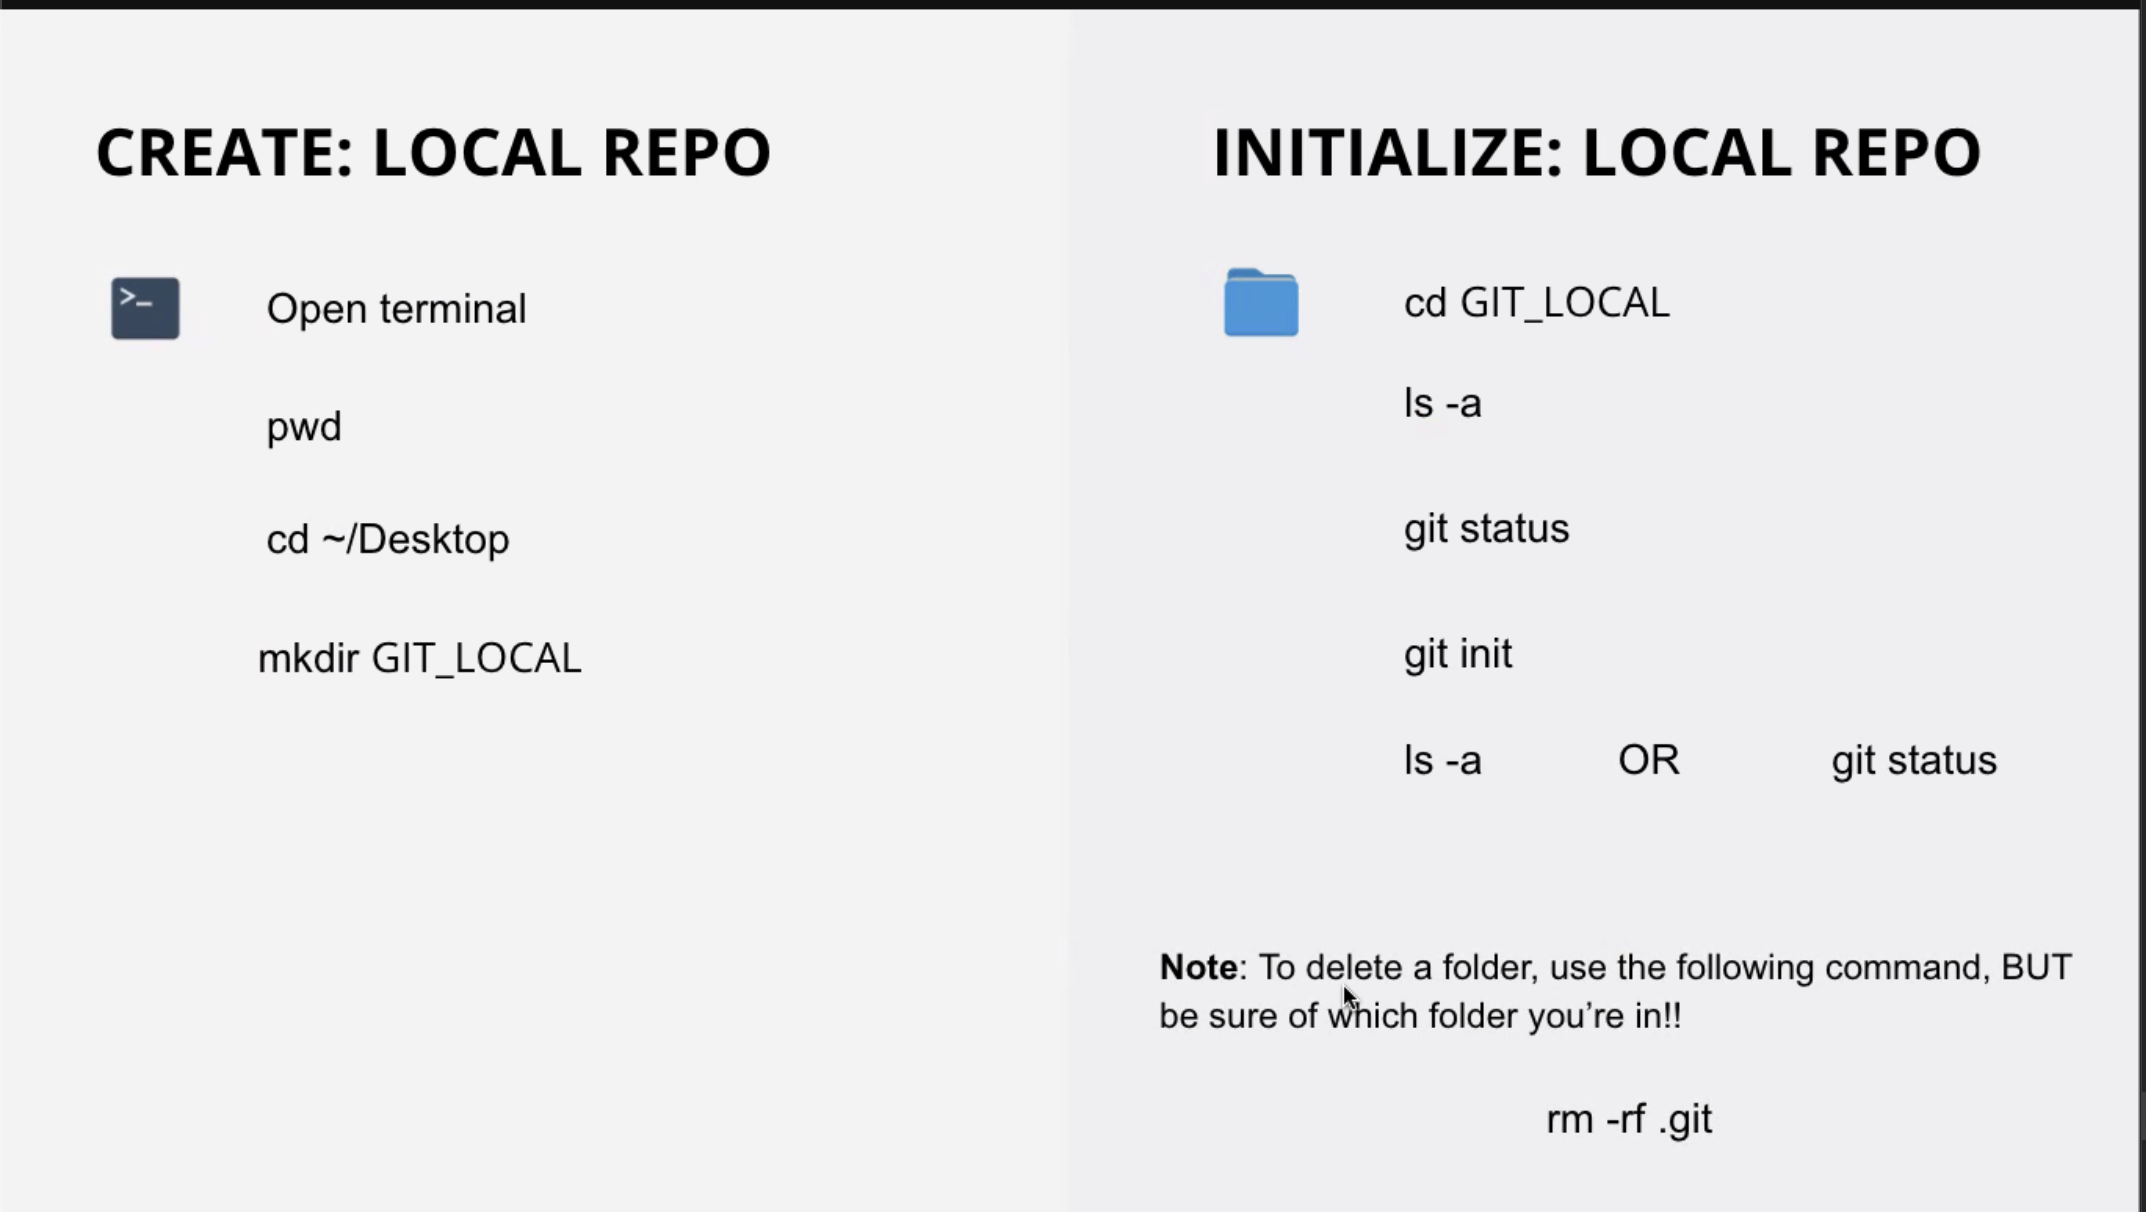 CREATE: LOCAL REPO
>_
Open terminal
pwd
cd ~/Desktop
mkdir GIT_LOCAL
INITIALIZE: LOCAL REPO
cd GIT_LOCAL
ls -a
git status
git init
ls -a OR git status
Note: To delete a folder, use the following command, BUT
be sure of which folder you’re in!!
rm -rf .git